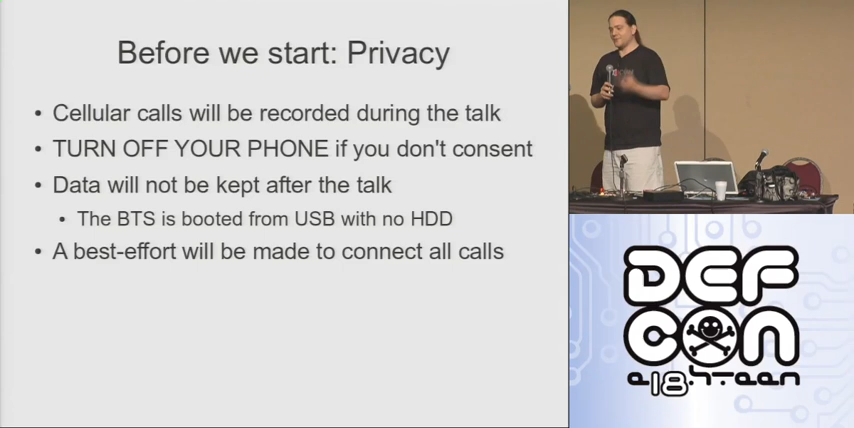 Before we start: Privacy
• Cellular calls will be recorded during the talk
• TURN OFF YOUR PHONE if you don't consent
• Data will not be kept after the talk
• The BTS is booted from USB with no HDD
• A best-effort will be made to connect all calls
DEF
CON
e18hteen